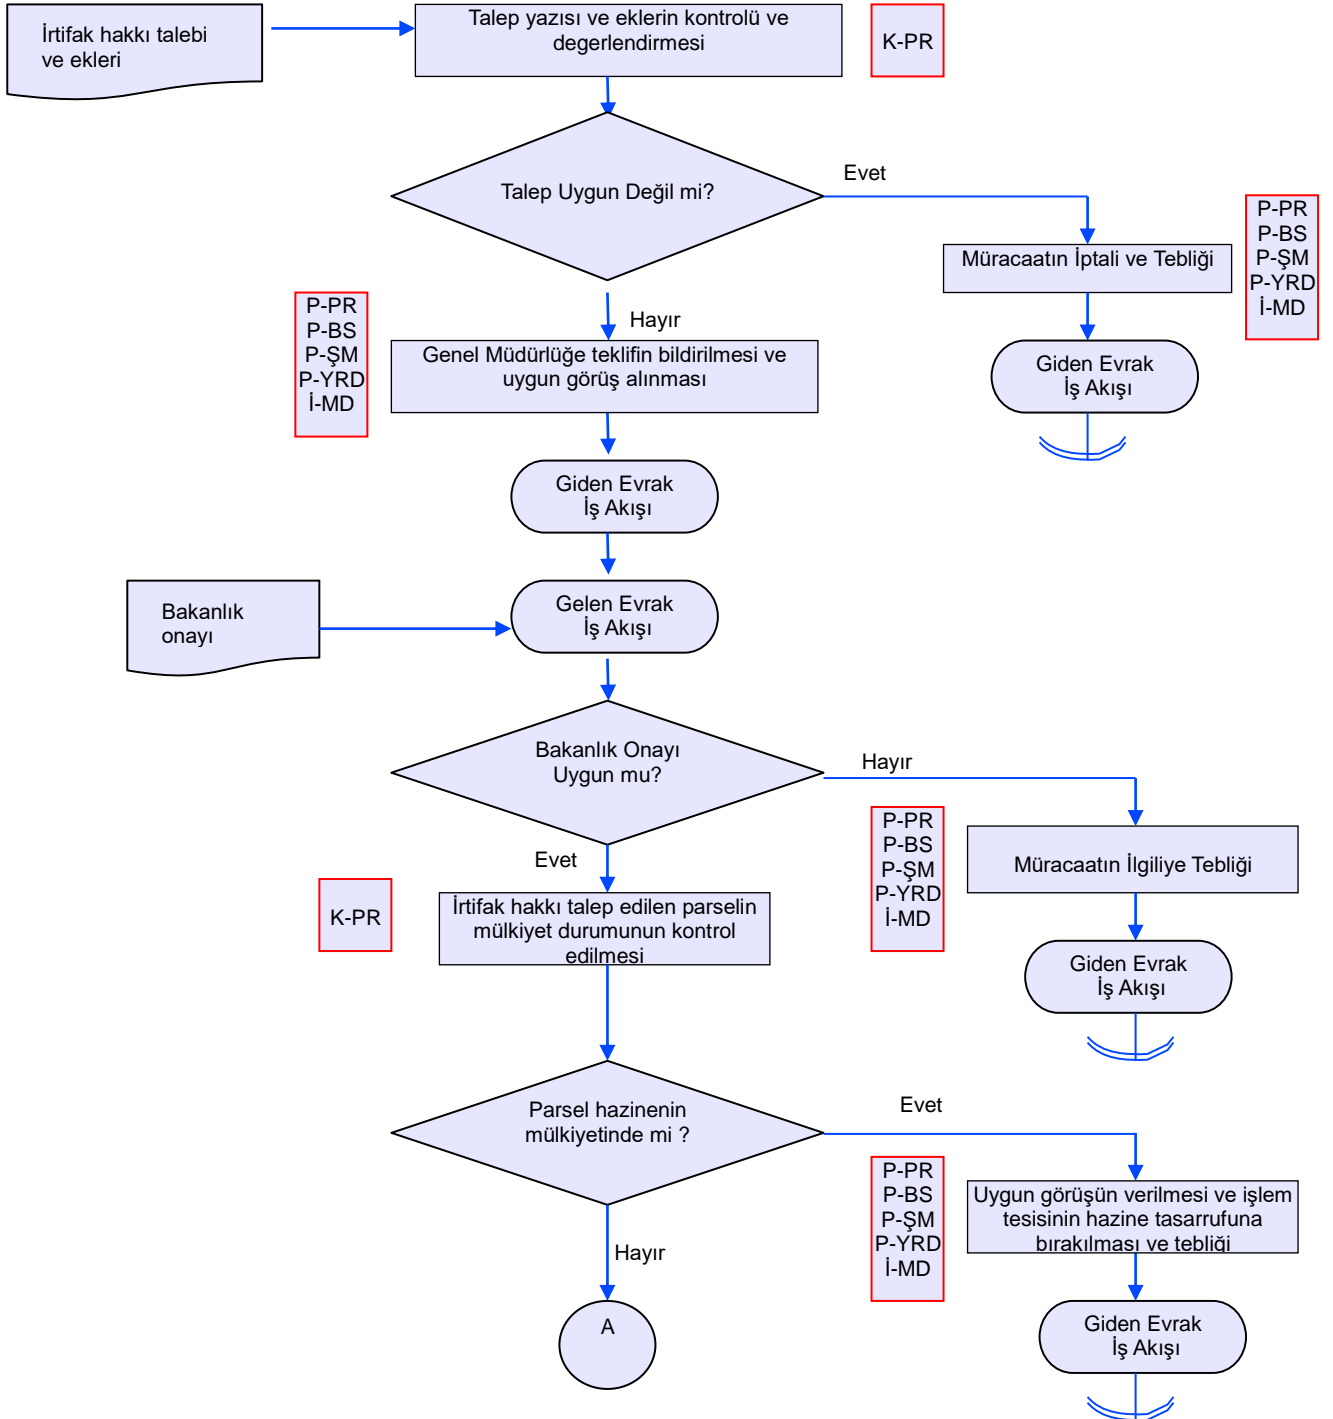 İrtifak hakkı talebi
ve ekleri
Talep yazısı ve eklerin kontrolü ve
degerlendirmesi
K-PR
Talep Uygun Değil mi?
Evet
P-PR
P-BS
P-ŞM
P-YRD
İ-MD
Müracaatın İptali ve Tebliği
Giden Evrak
İş Akışı
Hayır
P-PR
P-BS
P-ŞM
P-YRD
İ-MD
Genel Müdürlüğe teklifin bildirilmesi ve
uygun görüş alınması
Giden Evrak
İş Akışı
Bakanlık
onayı
Gelen Evrak
İş Akışı
Bakanlık Onayı
Uygun mu?
Hayır
P-PR
P-BS
P-ŞM
P-YRD
İ-MD
Müracaatın İlgiliye Tebliği
Giden Evrak
İş Akışı
Evet
K-PR
İrtifak hakkı talep edilen parselin
mülkiyet durumunun kontrol
edilmesi
Parsel hazinenin
mülkiyetinde mi ?
Evet
P-PR
P-BS
P-ŞM
P-YRD
İ-MD
Uygun görüşün verilmesi ve işlem
tesisinin hazine tasarrufuna
bırakılması ve tebliği
Giden Evrak
İş Akışı
Hayır
A